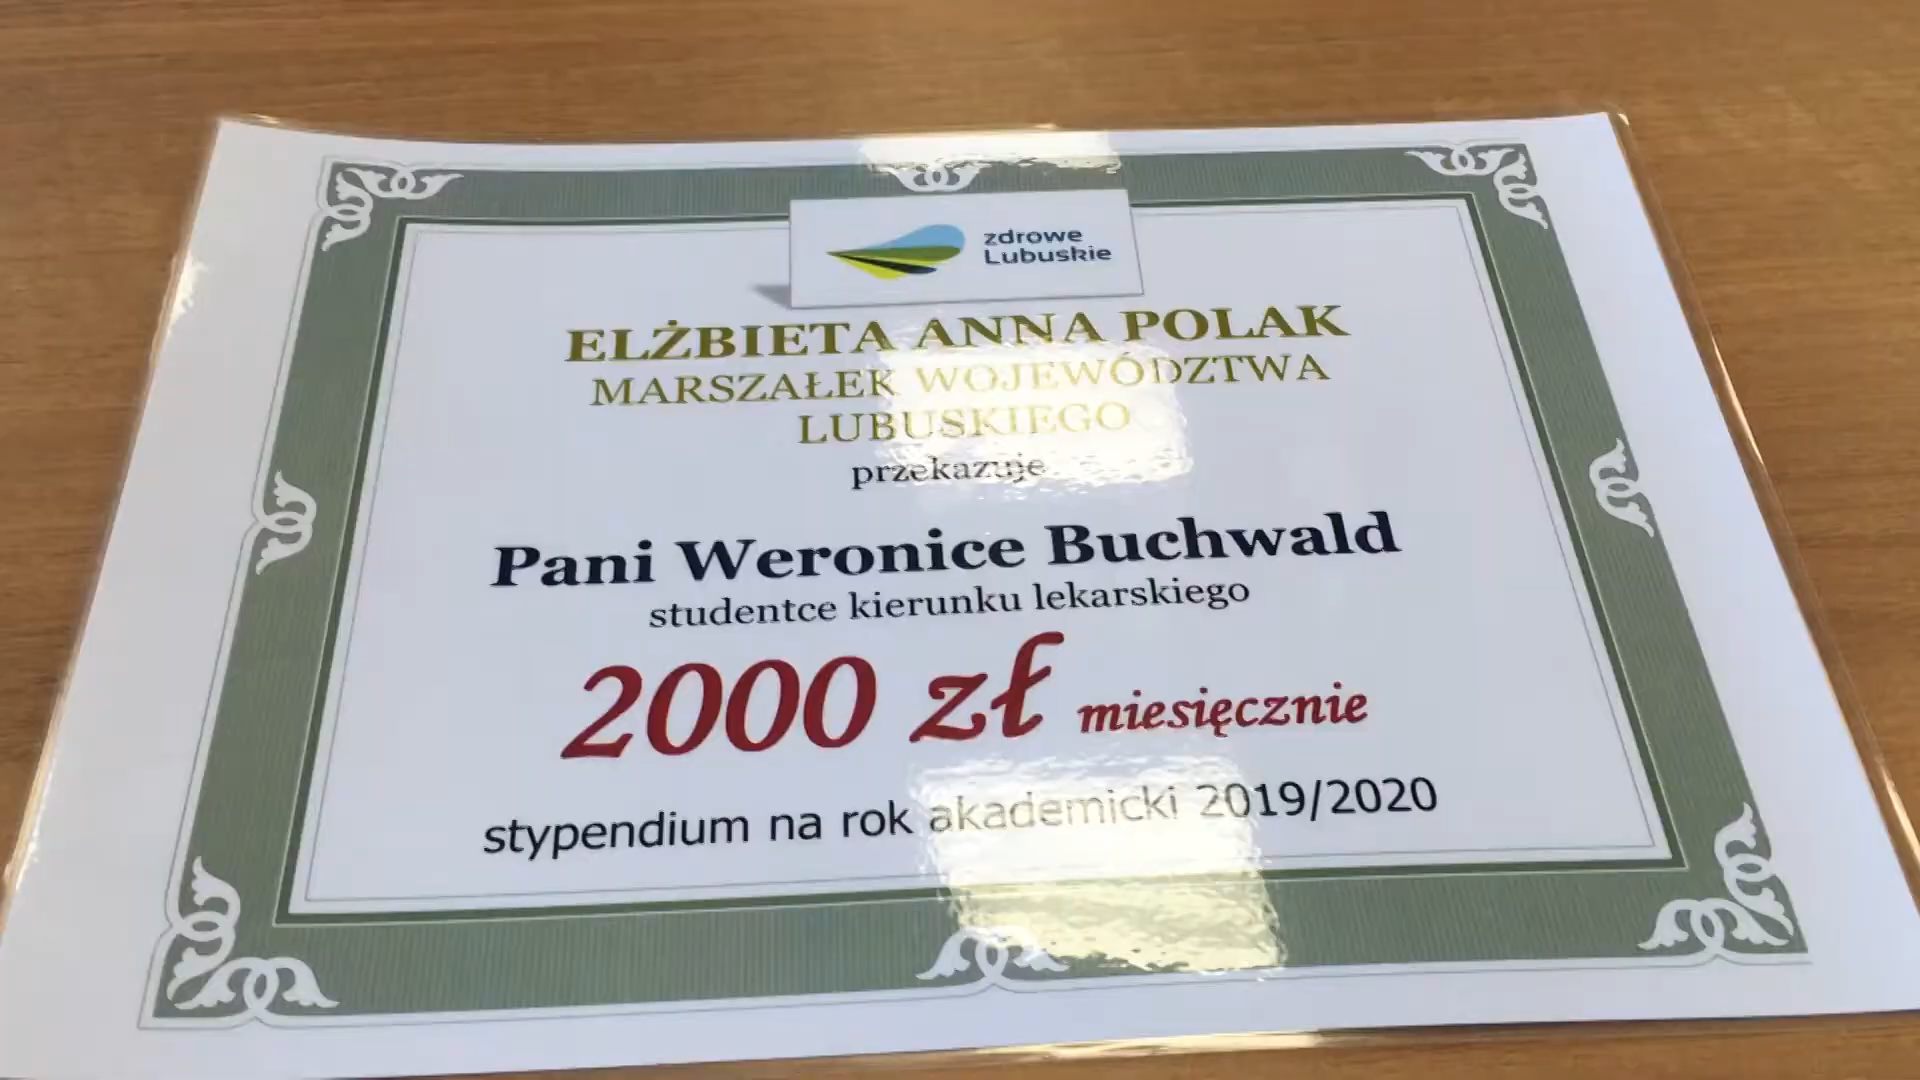 zdrowe
Lubuskie
ELŻBIETA ANNA POLAK
MARSZAŁEK WOJEWÓDZTWA
LUBUSKIEGO
przekazuje
Pani Weronice Buchwald
studentce kierunku lekarskiego
2000 zł miesięcznie
stypendium na rok akademicki 2019/2020